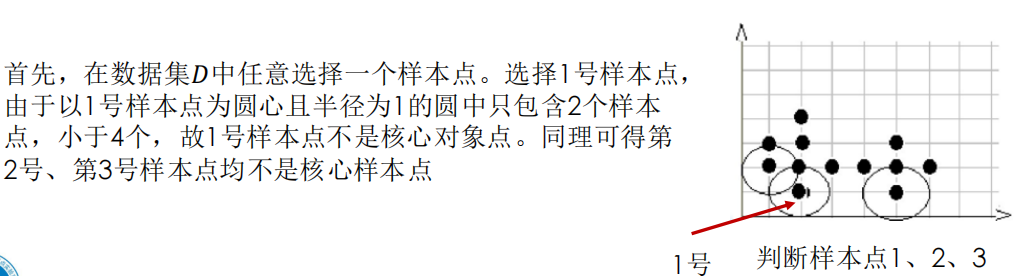 首先，在数据集D中任意选择一个样本点。选择1号样本点，
由于以1号样本点为圆心且半径为1的圆中只包含2个样本
点，小于4个，故1号样本点不是核心对象点。同理可得第
2号、第3号样本点均不是核心样本点
1号
判断样本点1、2、3